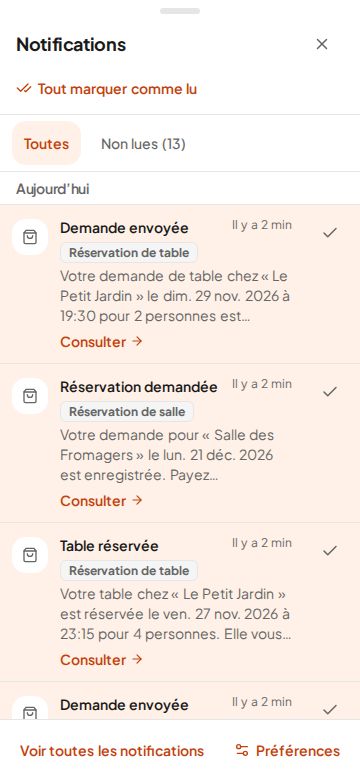 Notifications
Tout marquer comme lu
Toutes
Non lues (13)
Aujourd'hui
Demande envoyée
Il y a 2 min
Réservation de table
Votre demande de table chez « Le
Petit Jardin » le dim. 29 nov. 2026 à
19:30 pour 2 personnes est...
Consulter
Réservation demandée
Il y a 2 min
Réservation de salle
Votre demande pour « Salle des
Fromagers » le lun. 21 déc. 2026
est enregistrée. Payez...
Consulter
Table réservée
Il y a 2 min
Réservation de table
Votre table chez « Le Petit Jardin »
est réservée le ven. 27 nov. 2026 à
23:15 pour 4 personnes. Elle vous...
Consulter
Demande envoyée
Il y a 2 min
Voir toutes les notifications
Préférences